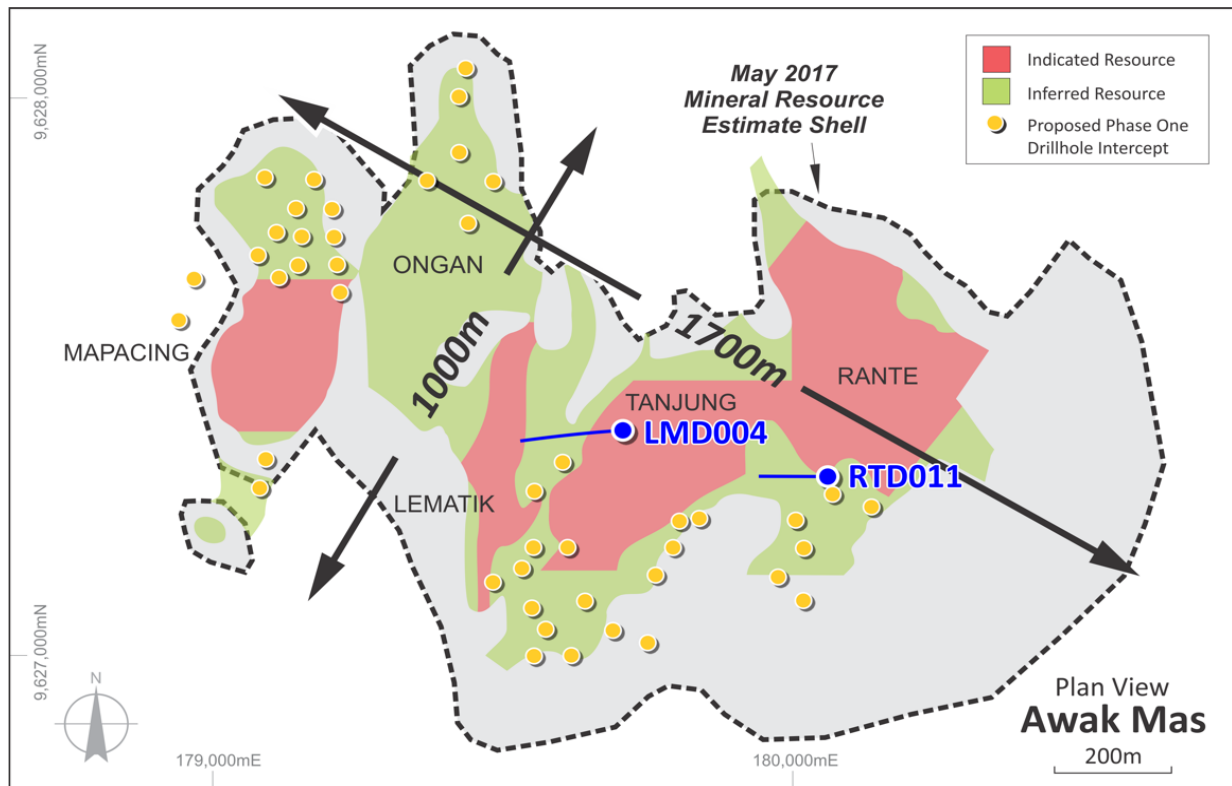 May 2017
Mineral Resource
Estimate Shell
Indicated Resource
Inferred Resource
Proposed Phase One
Drillhole Intercept
9,628,000mN
ONGAN
MAPACING
1000m
1700m
RANTE
TANJUNG
LMD004
RTD011
LEMATIK
9,627,000mN
N
Plan View
Awak Mas
200m
179,000mE
180,000mE